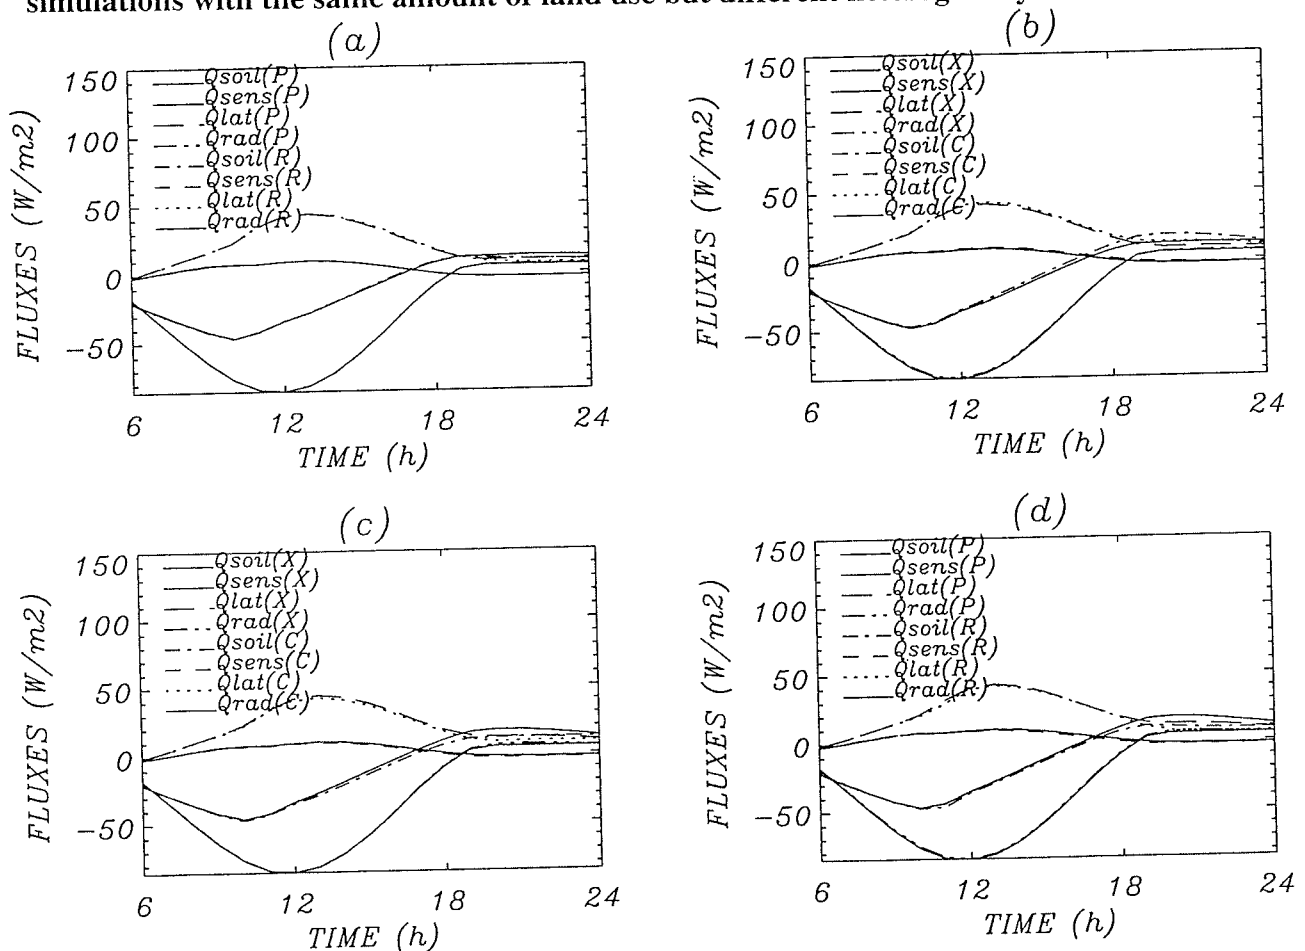 simulations with the same amount of land use but different
(a)
FLUXES (W/m2)
150
100
50
0
-50
Qsoil(P)
Qsens(P)
Qlat(P)
Qrad(P)
Qsoil(R)
Qsens(R)
Qlat(R)
Qrad(R)
6 12 18 24
TIME (h)
(b)
FLUXES (W/m2)
150
100
50
0
-50
Qsoil(X)
Qsens(X)
Qlat(X)
Qrad(X)
Qsoil(C)
Qsens(C)
Qlat(C)
Qrad(C)
6 12 18 24
TIME (h)
(c)
FLUXES (W/m2)
150
100
50
0
-50
Qsoil(X)
Qsens(X)
Qlat(X)
Qrad(X)
Qsoil(C)
Qsens(C)
Qlat(C)
Qrad(C)
6 12 18 24
TIME (h)
(d)
FLUXES (W/m2)
150
100
50
0
-50
Qsoil(P)
Qsens(P)
Qlat(P)
Qrad(P)
Qsoil(R)
Qsens(R)
Qlat(R)
Qrad(R)
6 12 18 24
TIME (h)